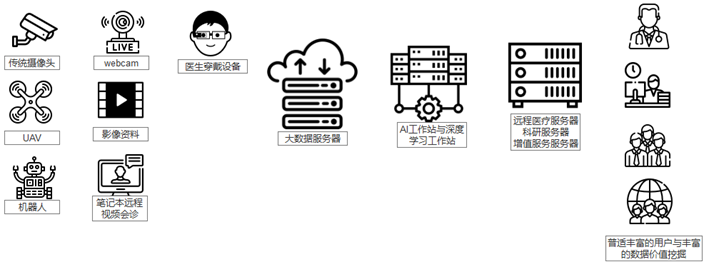 传统摄像头
LIVE
webcam
医生穿戴设备
UAV
影像资料
大数据服务器
AI工作站与深度
学习工作站
远程医疗服务器
科研服务器
增值服务服务器
机器人
笔记本远程
视频会诊
普适丰富的用户与丰富
的数据价值挖掘